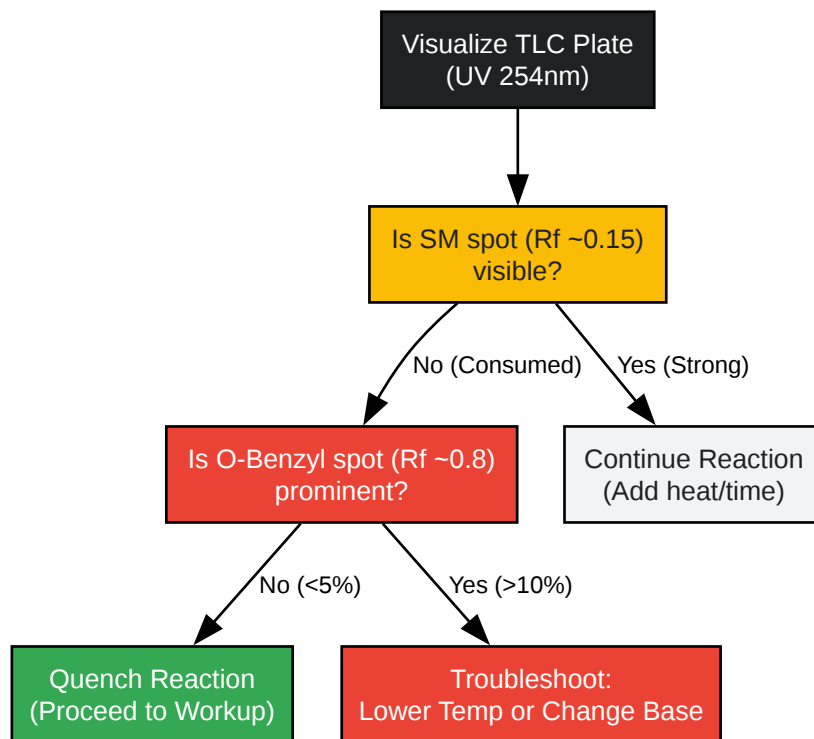 Visualize TLC Plate
(UV 254nm)
Is SM spot (Rf ~0.15)
visible?
No (Consumed)
Yes (Strong)
Is O-Benzyl spot (Rf ~0.8)
prominent?
Continue Reaction
(Add heat/time)
No (<5%)
Yes (>10%)
Quench Reaction
(Proceed to Workup)
Troubleshoot:
Lower Temp or Change Base